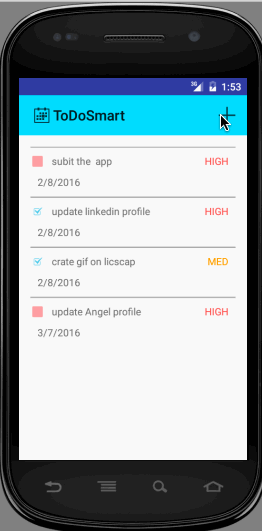 3G 1:53
ToDoSmart
subit the app HIGH
2/8/2016
update linkedin profile HIGH
2/8/2016
crate gif on licscap MED
2/8/2016
update Angel profile HIGH
3/7/2016